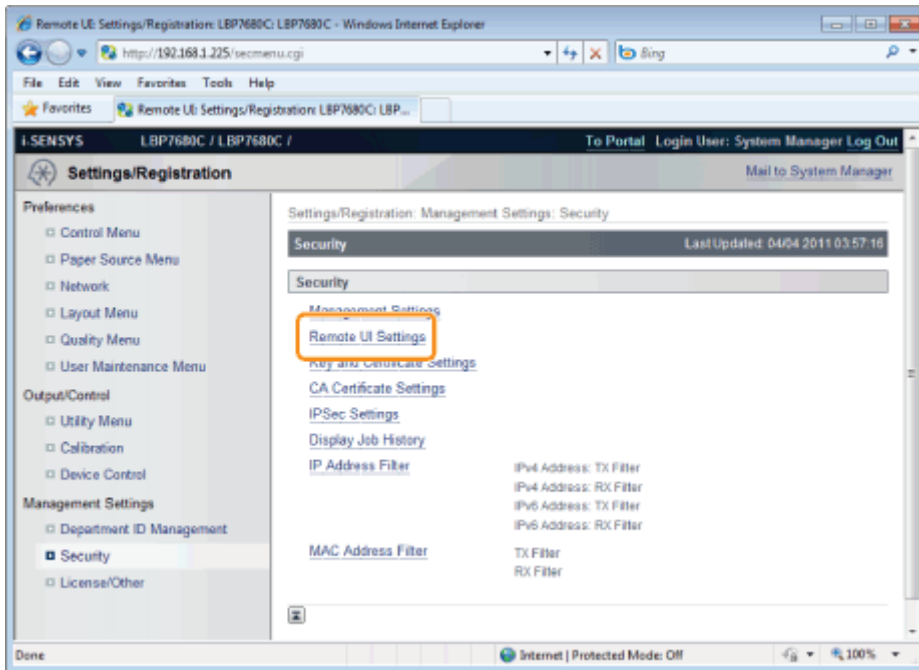 Remote UI: Settings/Registration: LBP7680C: LBP7680C - Windows Internet Explorer
http://192.168.1.225/secmenu.cgi
Bing
File Edit View Favorites Tools Help
Favorites
Remote UI: Settings/Registration: LBP7680C: LBP...
i-SENSYS LBP7680C / LBP7680C /
To Portal Login User: System Manager Log Out
Settings/Registration
Mail to System Manager
Preferences
Control Menu
Paper Source Menu
Network
Layout Menu
Quality Menu
User Maintenance Menu
Output/Control
Utility Menu
Calibration
Device Control
Management Settings
Department ID Management
Security
License/Other
Settings/Registration: Management Settings: Security
Security Last Updated: 04/04 2011 03:57:16
Security
Management Settings
Remote UI Settings
Key and Certificate Settings
CA Certificate Settings
IPSec Settings
Display Job History
IP Address Filter IPv4 Address: TX Filter
IPv4 Address: RX Filter
IPv6 Address: TX Filter
IPv6 Address: RX Filter
MAC Address Filter TX Filter
RX Filter
Done Internet | Protected Mode: Off 100%